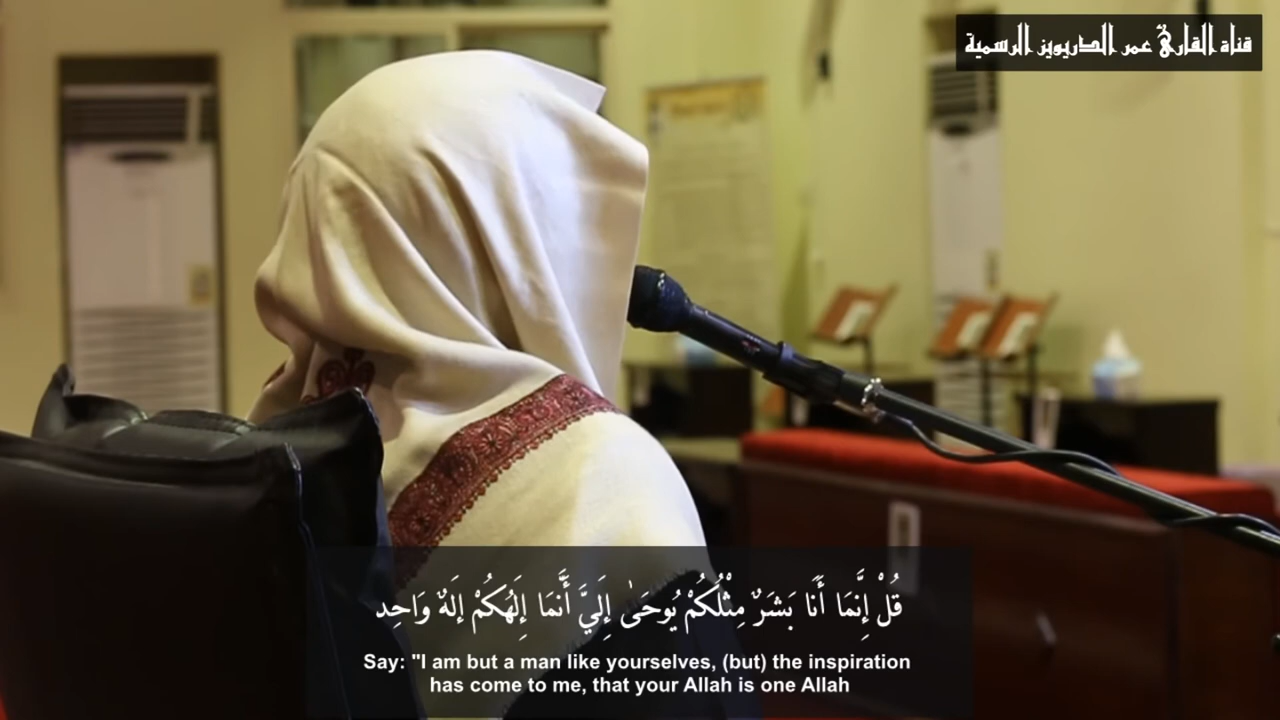 قناة القارئ عمر الدريويز الرسمية
قُلْ إِنَّمَا أَنَا بَشَرٌ مِثْلُكُمْ يُوحَىٰ إِلَيَّ أَنَّمَا إِلَهُكُمْ إِلَهٌ وَاحِد
Say: "I am but a man like yourselves, (but) the inspiration
has come to me, that your Allah is one Allah